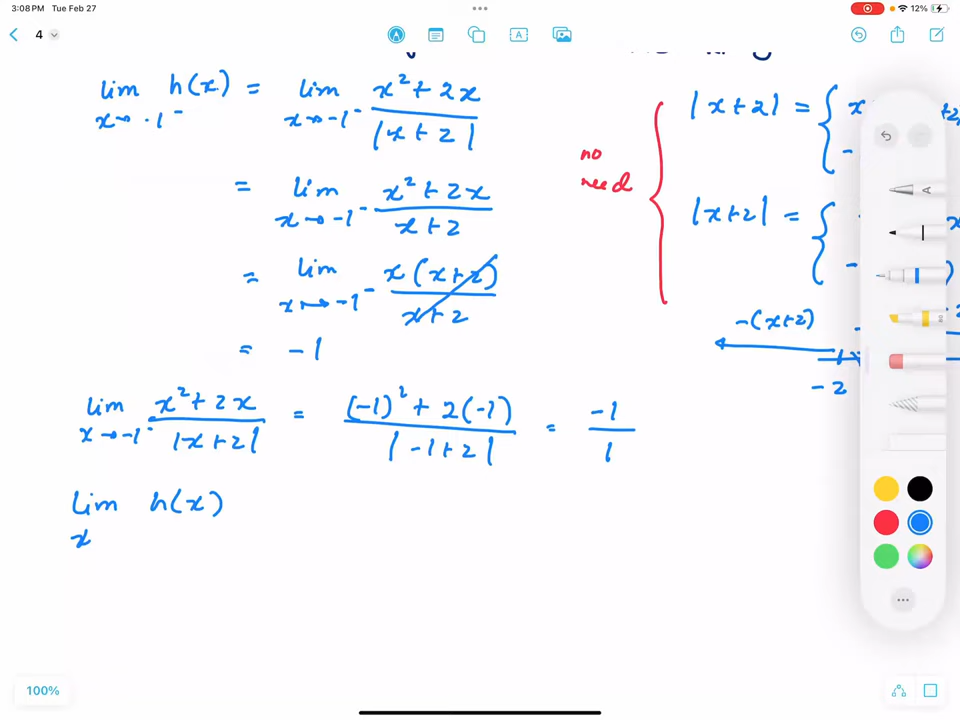 3:08 PM Tue Feb 27
12%
4
lim x→-1⁻ h(x) = lim x→-1⁻ (x² + 2x)/|x + 2|
= lim x→-1⁻ (x² + 2x)/(x + 2)
= lim x→-1⁻ x(x+2)/(x+2)
= -1
no need
|x+2| = {
|x+2| = {
-(x+2)
-2
lim x→-1⁻ (x² + 2x)/|x+2| = ((-1)² + 2(-1))/|-1+2| = -1/1
lim h(x)
x
100%